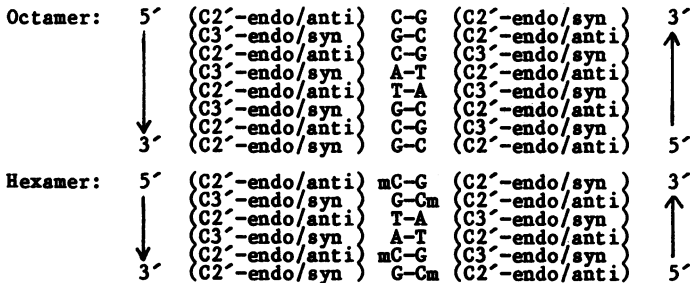 Octamer: 5´ (C2´-endo/anti) C-G (C2´-endo/syn ) 3´
(C3´-endo/syn ) G-C (C2´-endo/anti)
(C2´-endo/anti) C-G (C3´-endo/syn )
(C3´-endo/syn ) A-T (C2´-endo/anti)
(C2´-endo/anti) T-A (C3´-endo/syn )
(C3´-endo/syn ) G-C (C2´-endo/anti)
(C2´-endo/anti) C-G (C3´-endo/syn )
3´ (C2´-endo/syn ) G-C (C2´-endo/anti) 5´
Hexamer: 5´ (C2´-endo/anti) mC-G (C2´-endo/syn ) 3´
(C3´-endo/syn ) G-Cm (C2´-endo/anti)
(C2´-endo/anti) T-A (C3´-endo/syn )
(C3´-endo/syn ) A-T (C2´-endo/anti)
(C2´-endo/anti) mC-G (C3´-endo/syn )
3´ (C2´-endo/syn ) G-Cm (C2´-endo/anti) 5´